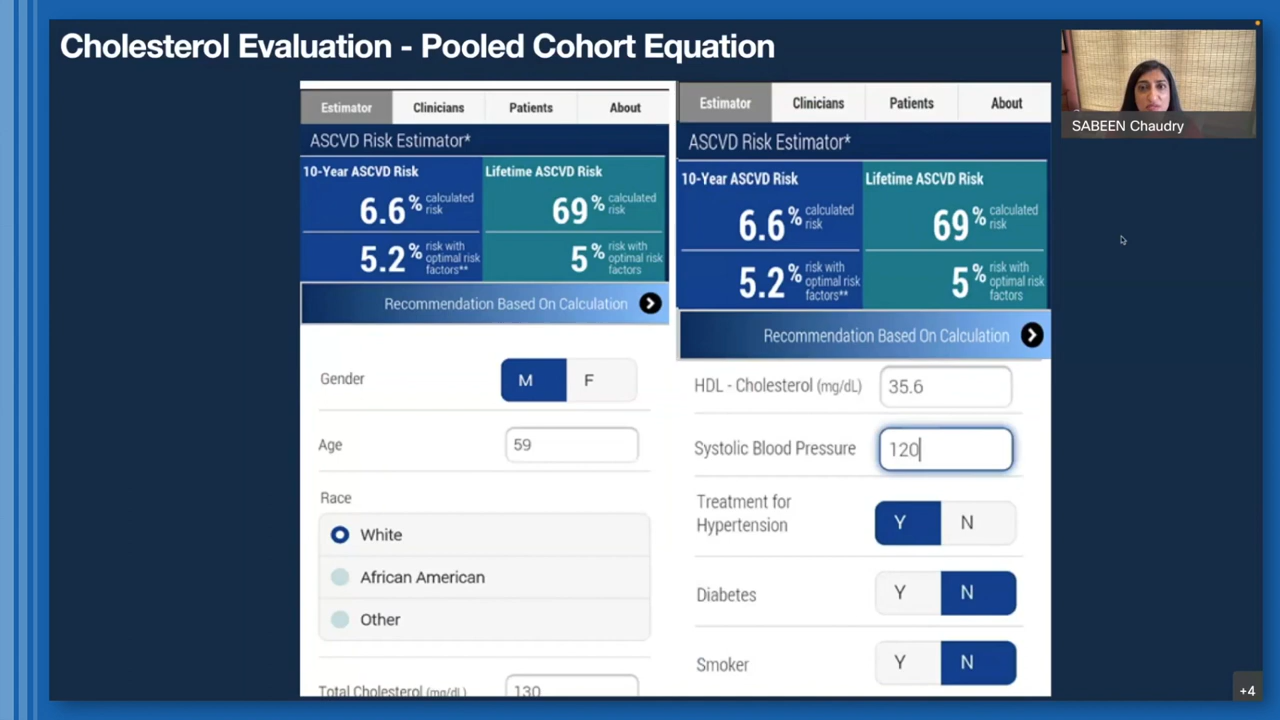 Cholesterol Evaluation - Pooled Cohort Equation
SABEEN Chaudry
Estimator Clinicians Patients About
ASCVD Risk Estimator*
10-Year ASCVD Risk Lifetime ASCVD Risk
6.6% calculated risk 69% calculated risk
5.2% risk with optimal risk factors** 5% risk with optimal risk factors
Recommendation Based On Calculation
Gender M F
Age 59
Race
White
African American
Other
Total Cholesterol (mg/dL) 130
Estimator Clinicians Patients About
ASCVD Risk Estimator*
10-Year ASCVD Risk Lifetime ASCVD Risk
6.6% calculated risk 69% calculated risk
5.2% risk with optimal risk factors** 5% risk with optimal risk factors
Recommendation Based On Calculation
HDL - Cholesterol (mg/dL) 35.6
Systolic Blood Pressure 120
Treatment for Hypertension Y N
Diabetes Y N
Smoker Y N
+4